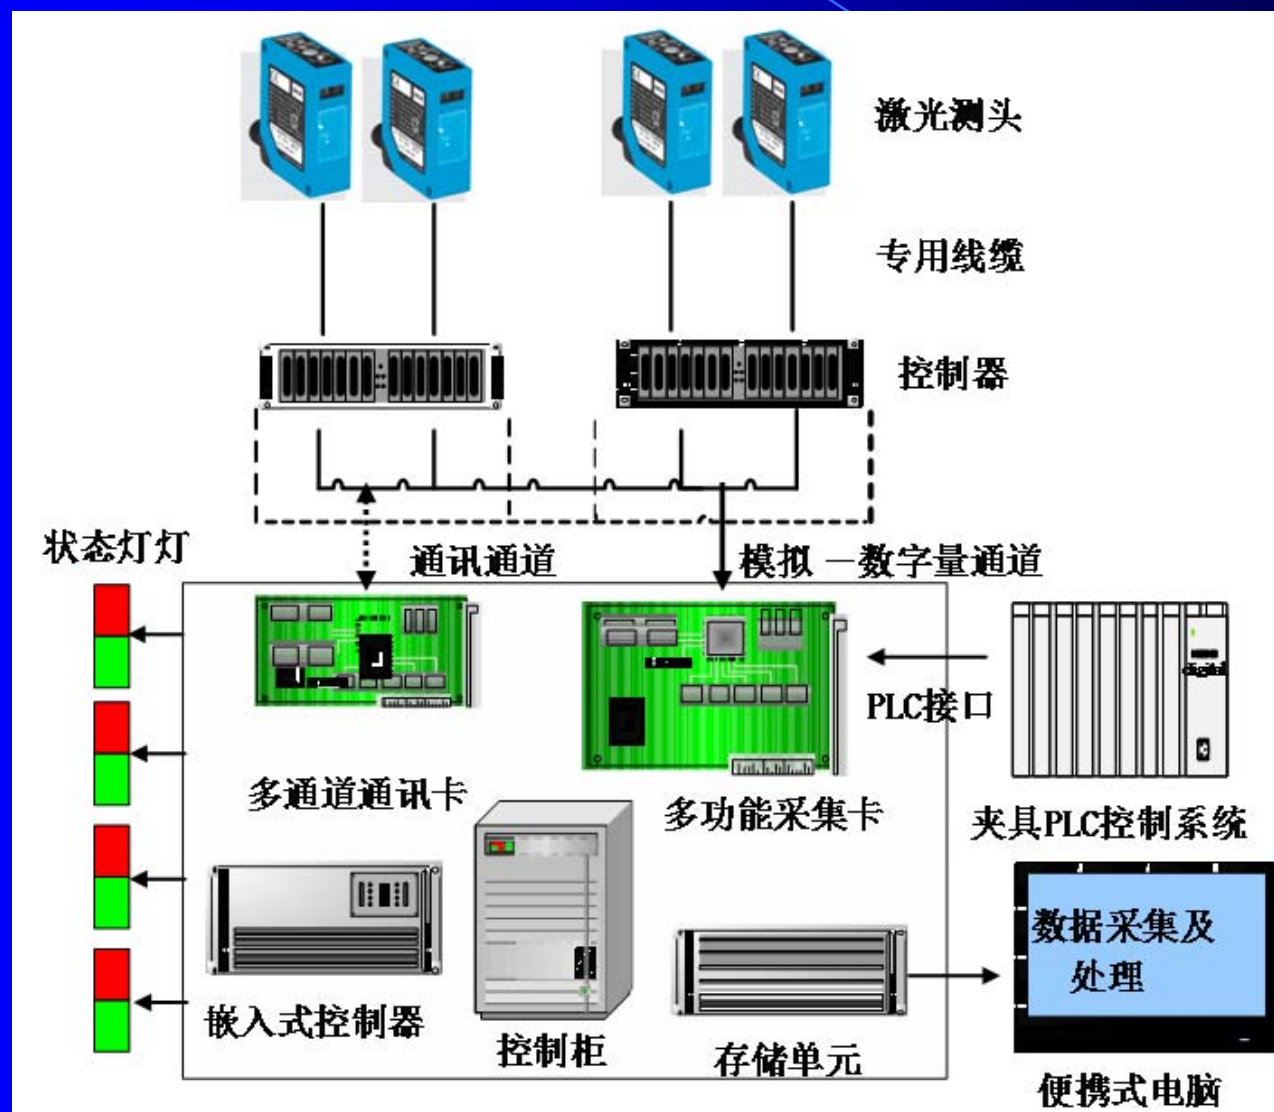 激光测头
专用线缆
控制器
状态灯灯
通讯通道
模拟－数字量通道
digital
PLC接口
多通道通讯卡
多功能采集卡
夹具PLC控制系统
数据采集及
处理
嵌入式控制器
控制柜
存储单元
便携式电脑